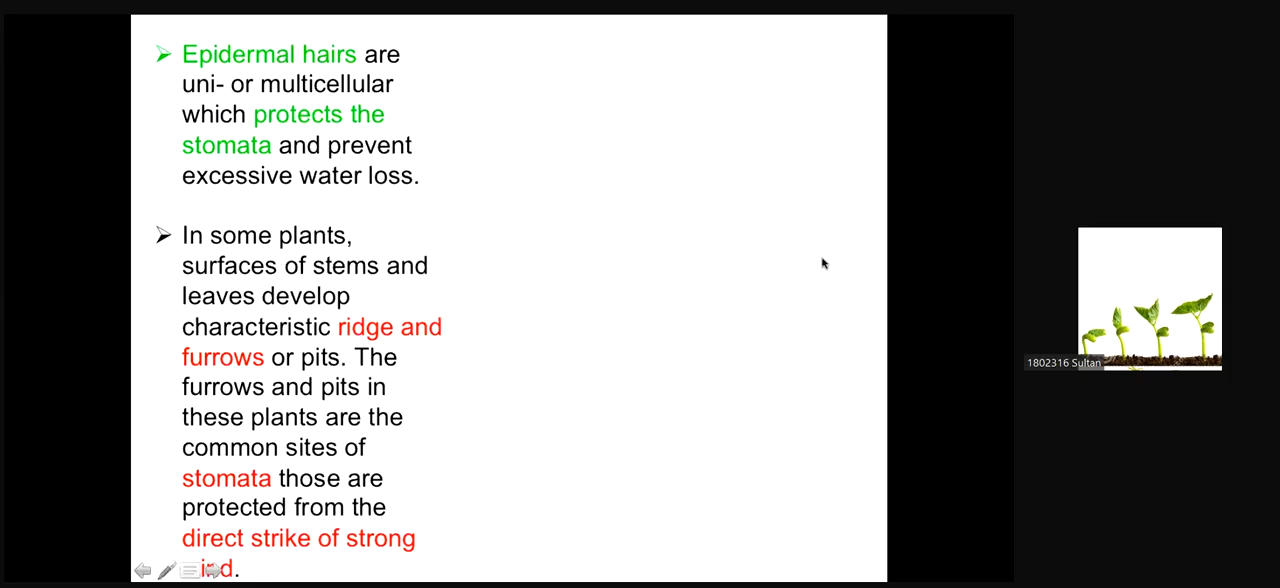 Epidermal hairs are
uni- or multicellular
which protects the
stomata and prevent
excessive water loss.
In some plants,
surfaces of stems and
leaves develop
characteristic ridge and
furrows or pits. The
furrows and pits in
these plants are the
common sites of
stomata those are
protected from the
direct strike of strong
1802316 Sultan